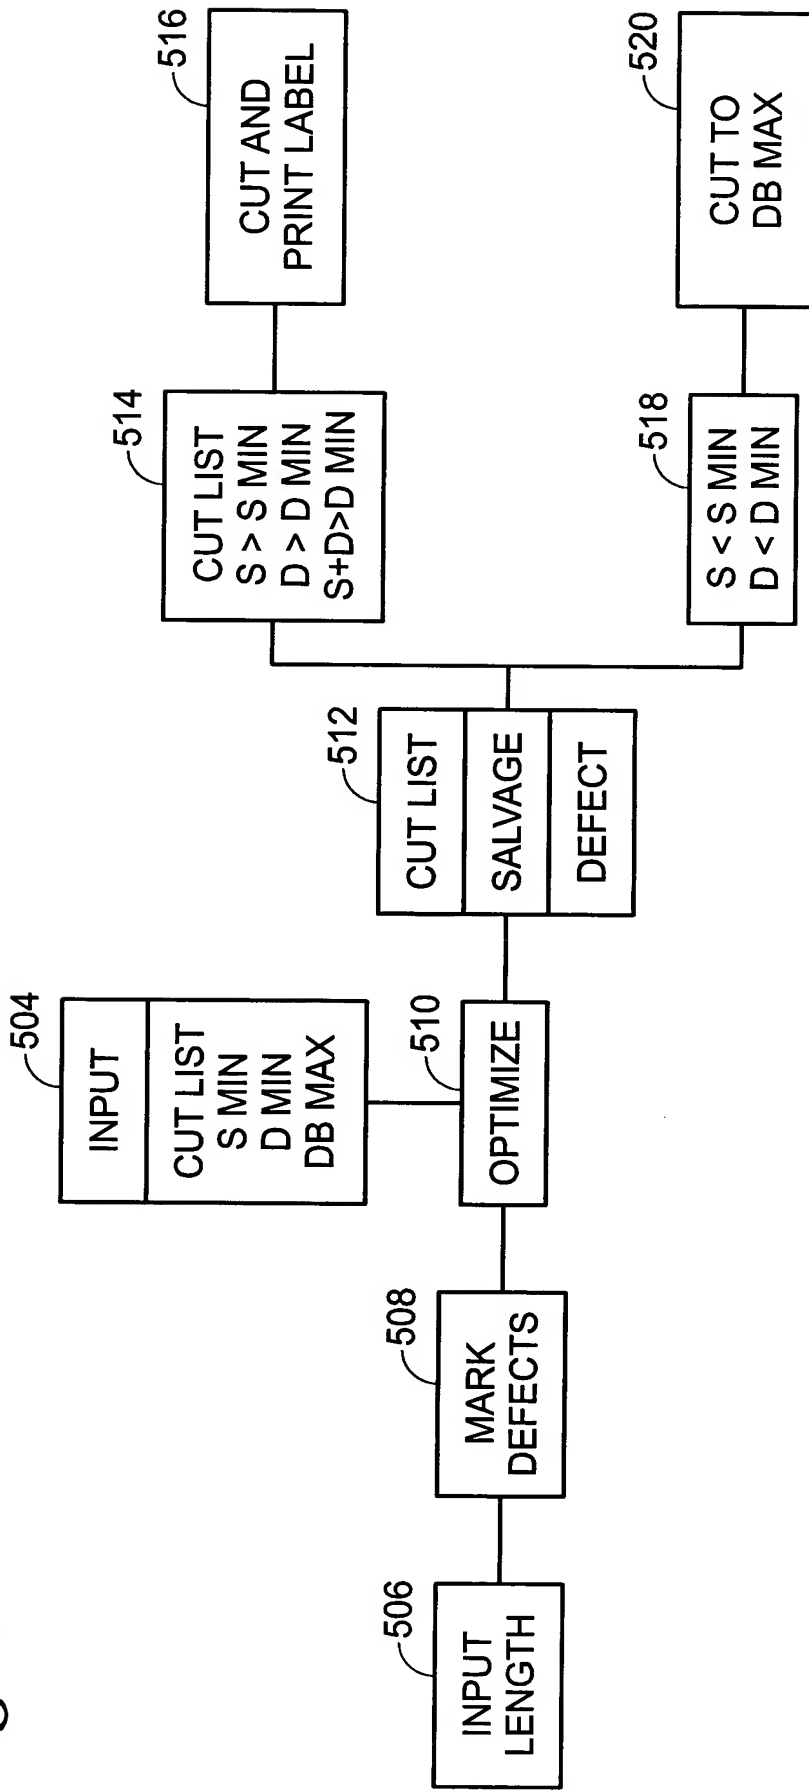 504
INPUT
CUT LIST
S MIN
D MIN
DB MAX
506
INPUT
LENGTH
508
MARK
DEFECTS
510
OPTIMIZE
512
CUT LIST
SALVAGE
DEFECT
514
CUT LIST
S > S MIN
D > D MIN
S+D>D MIN
516
CUT AND
PRINT LABEL
518
S < S MIN
D < D MIN
520
CUT TO
DB MAX